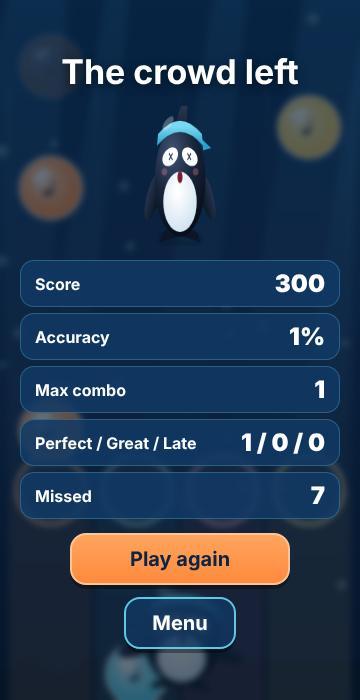 The crowd left
Score 300
Accuracy 1%
Max combo 1
Perfect / Great / Late 1 / 0 / 0
Missed 7
Play again
Menu